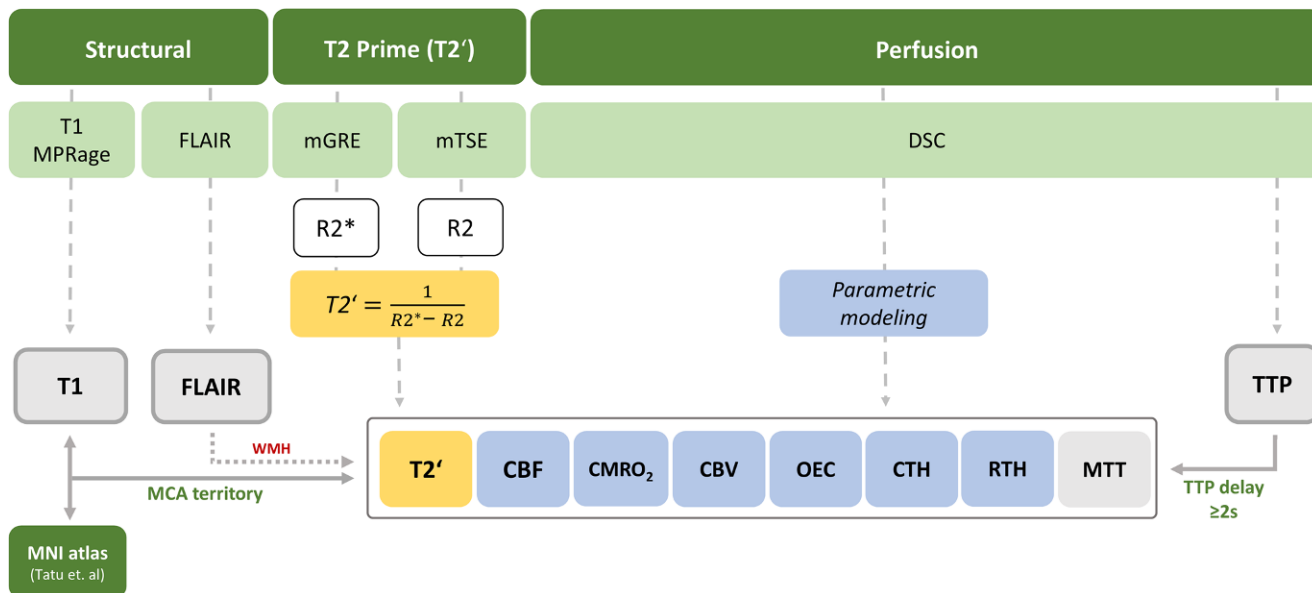 Structural
T2 Prime (T2‘)
Perfusion
T1
MPRage
FLAIR
mGRE
mTSE
DSC
R2*
R2
T2‘ = 1 / (R2* − R2)
Parametric
modeling
T1
FLAIR
TTP
WMH
MCA territory
T2‘
CBF
CMRO₂
CBV
OEC
CTH
RTH
MTT
TTP delay
≥2s
MNI atlas
(Tatu et. al)